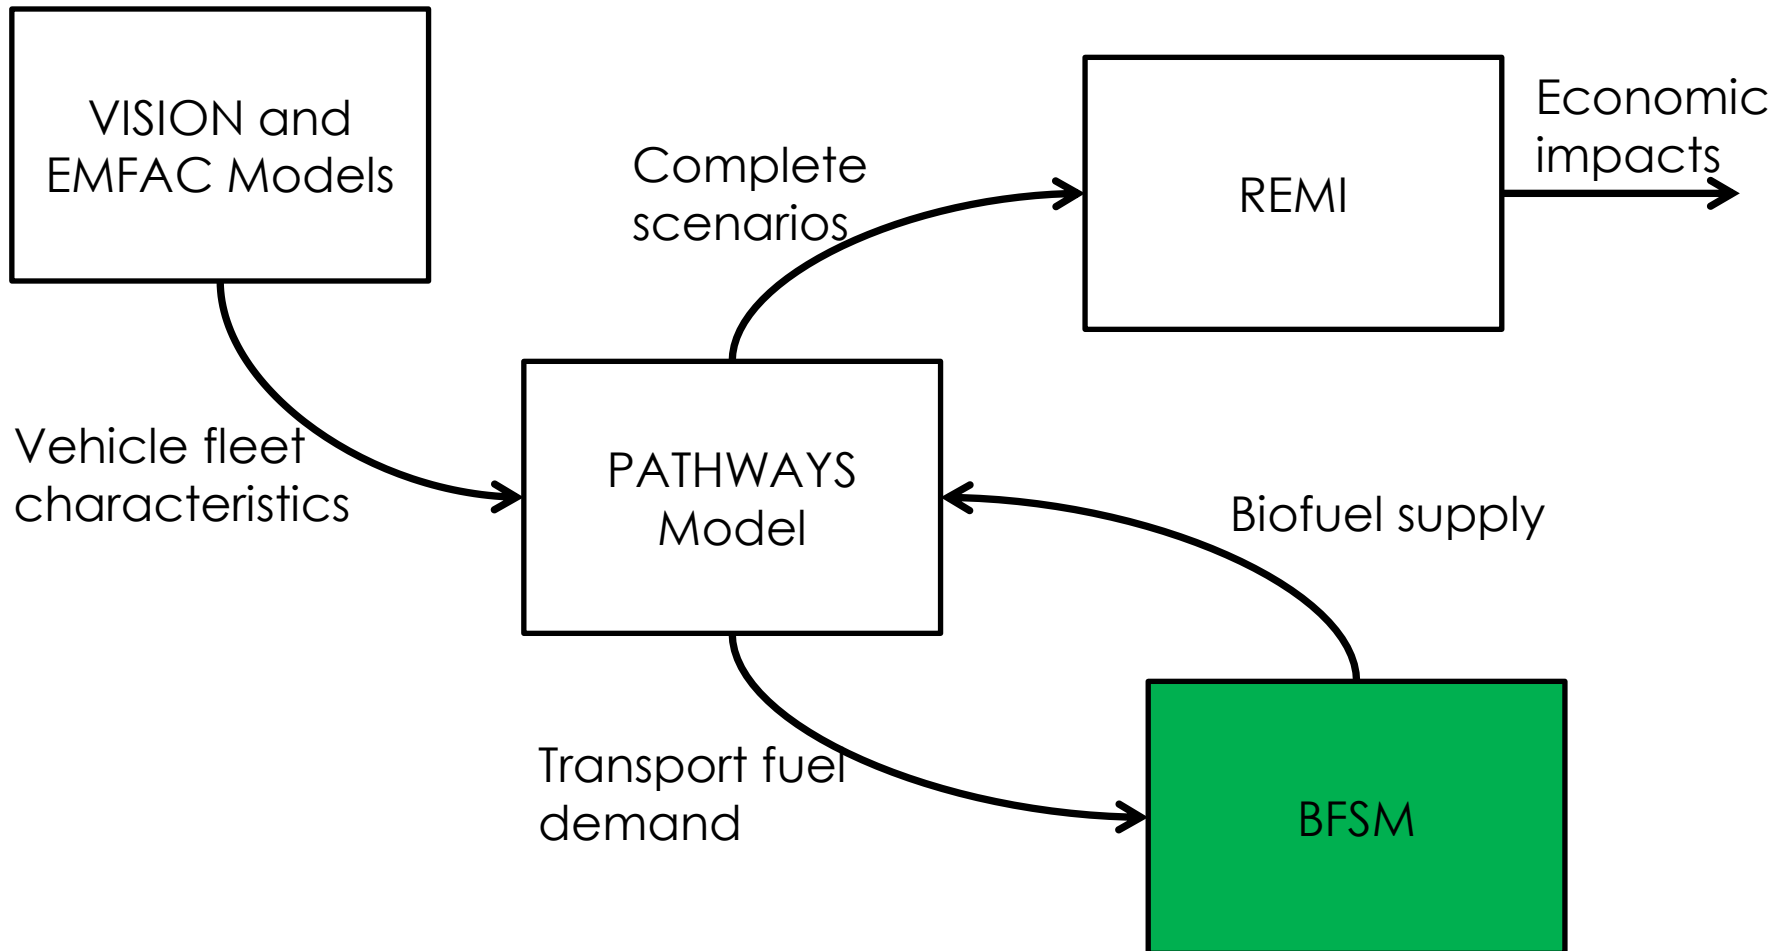 VISION and
EMFAC Models
Complete
scenarios
REMI
Economic
impacts
Vehicle fleet
characteristics
PATHWAYS
Model
Biofuel supply
Transport fuel
demand
BFSM